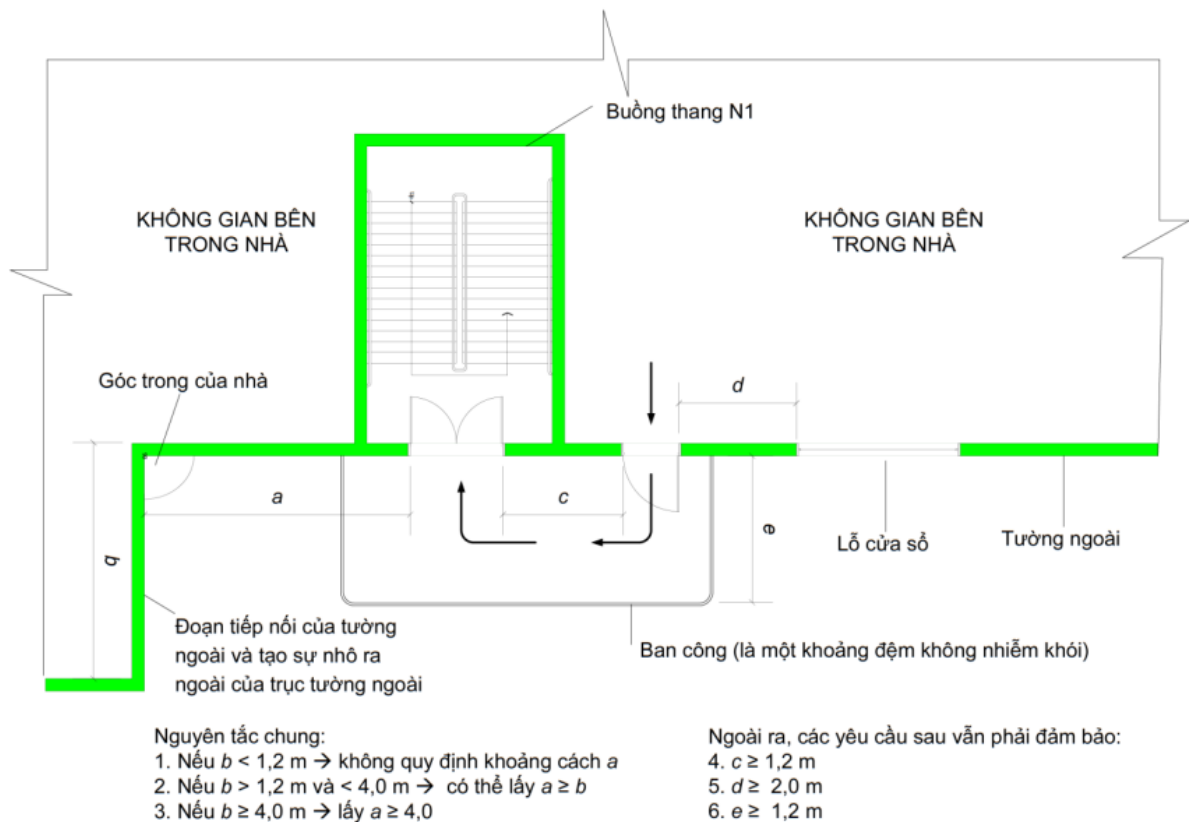 Buồng thang N1
KHÔNG GIAN BÊN
TRONG NHÀ
KHÔNG GIAN BÊN
TRONG NHÀ
Góc trong của nhà
d
a
c
e
b
Lỗ cửa sổ
Tường ngoài
Đoạn tiếp nối của tường
ngoài và tạo sự nhô ra
ngoài của trục tường ngoài
Ban công (là một khoảng đệm không nhiễm khói)
Nguyên tắc chung:
1. Nếu b < 1,2 m → không quy định khoảng cách a
2. Nếu b > 1,2 m và < 4,0 m → có thể lấy a ≥ b
3. Nếu b ≥ 4,0 m → lấy a ≥ 4,0
Ngoài ra, các yêu cầu sau vẫn phải đảm bảo:
4. c ≥ 1,2 m
5. d ≥ 2,0 m
6. e ≥ 1,2 m